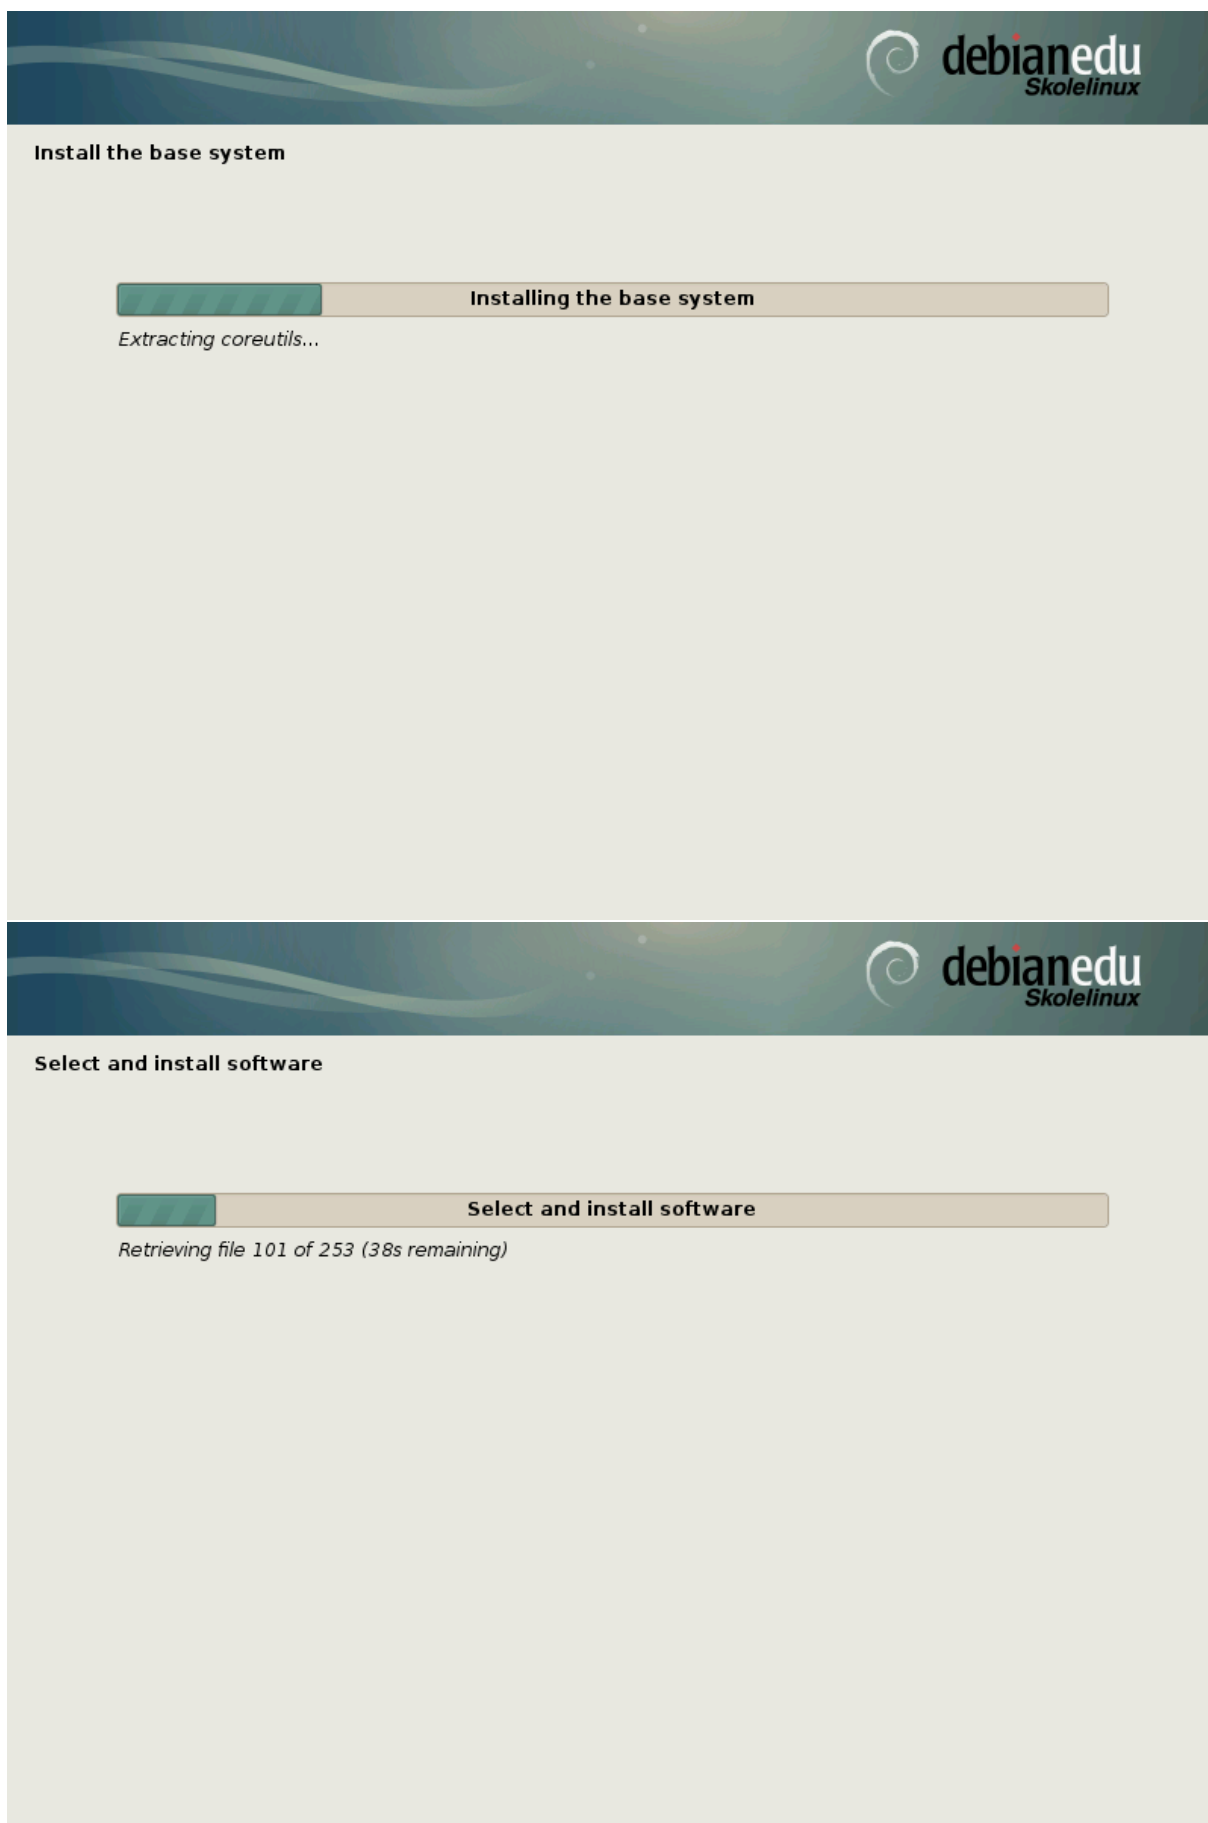 debianedu
Skolelinux
Install the base system
Installing the base system
Extracting coreutils...
debianedu
Skolelinux
Select and install software
Select and install software
Retrieving file 101 of 253 (38s remaining)